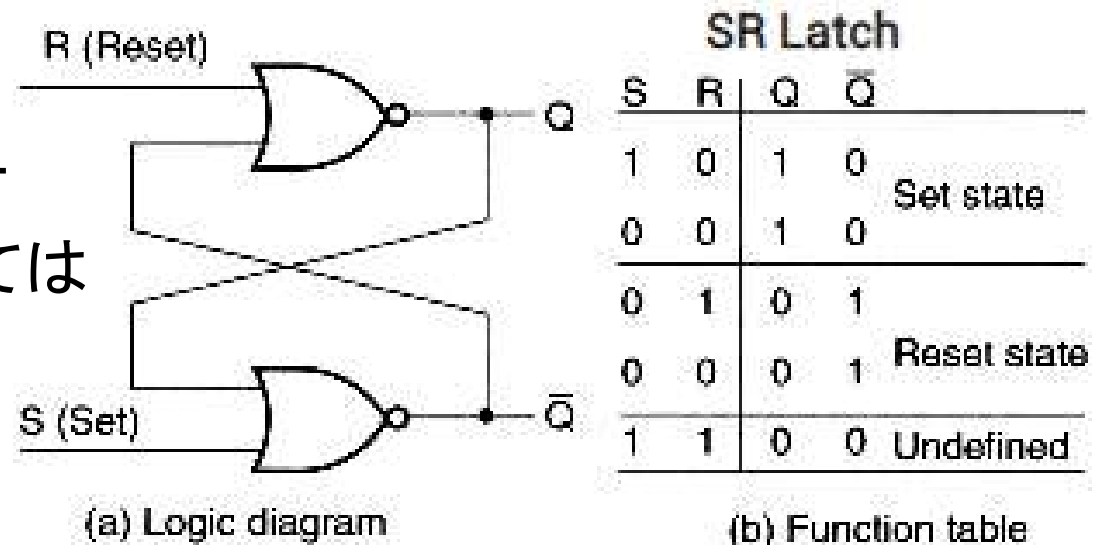 R (Reset)
Q
ては
S (Set)
Q̅
(a) Logic diagram
SR Latch
S R Q Q̅
1 0 1 0
Set state
0 0 1 0
0 1 0 1
Reset state
0 0 0 1
1 1 0 0 Undefined
(b) Function table